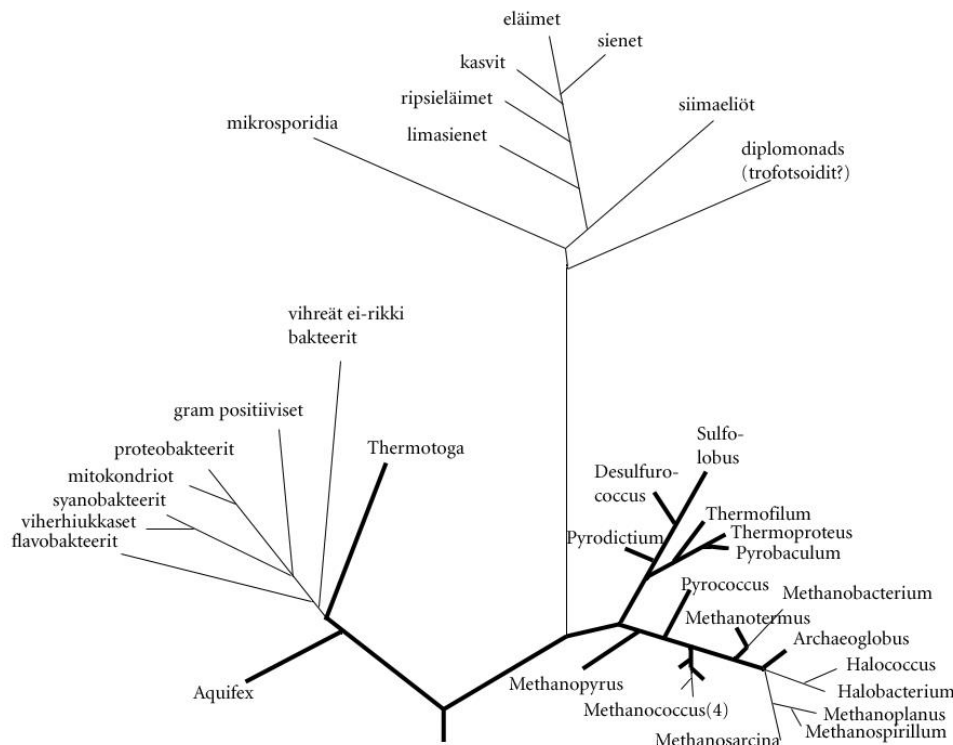 eläimet
sienet
kasvit
ripsieläimet
siimaeliöt
mikrosporidia
limasienet
diplomonads
(trofotsoidit?)
vihreät ei-rikki
bakteerit
gram positiiviset
Thermotoga
proteobakteerit
mitokondriot
syanobakteerit
viherhiukkaset
flavobakteerit
Aquifex
Sulfo-
lobus
Desulfuro-
coccus
Thermofilum
Thermoproteus
Pyrodictium
Pyrobaculum
Pyrococcus
Methanobacterium
Methanotermus
Archaeoglobus
Halococcus
Methanopyrus
Halobacterium
Methanococcus(4)
Methanoplanus
Methanospirillum
Methanosarcina